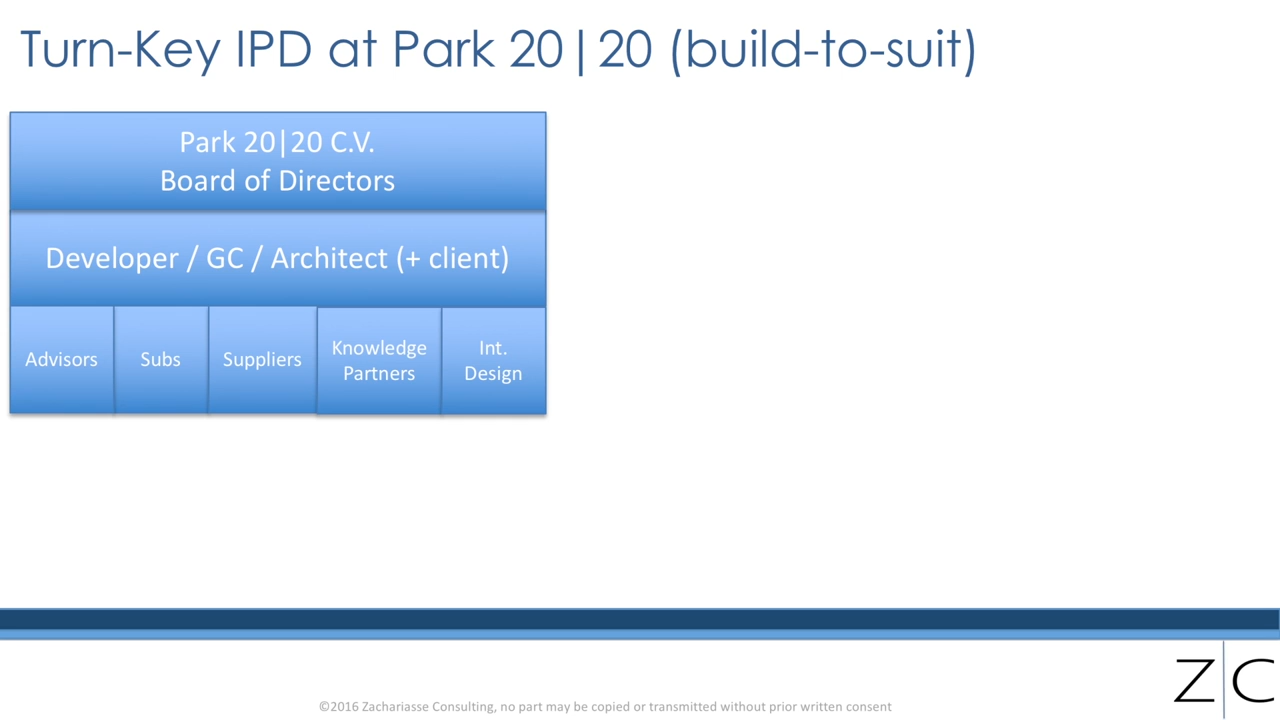 Turn-Key IPD at Park 20|20 (build-to-suit)
Park 20|20 C.V.
Board of Directors
Developer / GC / Architect (+ client)
Advisors
Subs
Suppliers
Knowledge
Partners
Int.
Design
Z|C
©2016 Zachariasse Consulting, no part may be copied or transmitted without prior written consent